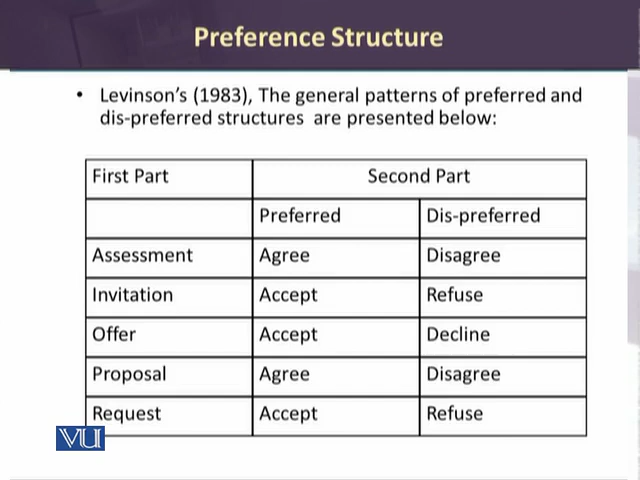 Preference Structure
• Levinson's (1983), The general patterns of preferred and
dis-preferred structures are presented below:
First Part Second Part
Preferred Dis-preferred
Assessment Agree Disagree
Invitation Accept Refuse
Offer Accept Decline
Proposal Agree Disagree
Request Accept Refuse
VU